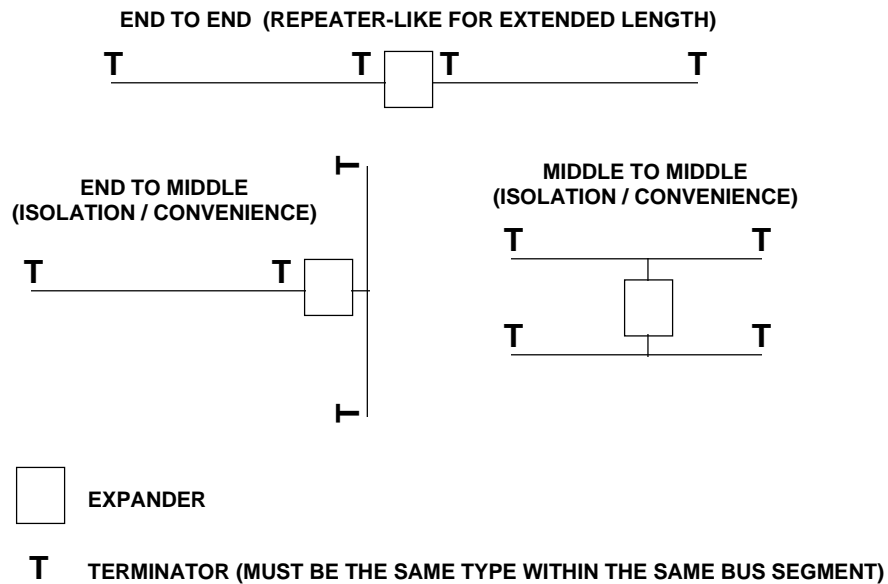 END TO END (REPEATER-LIKE FOR EXTENDED LENGTH)
T T T T
END TO MIDDLE
(ISOLATION / CONVENIENCE)
T
T T
T
MIDDLE TO MIDDLE
(ISOLATION / CONVENIENCE)
T T
T T
EXPANDER
T TERMINATOR (MUST BE THE SAME TYPE WITHIN THE SAME BUS SEGMENT)